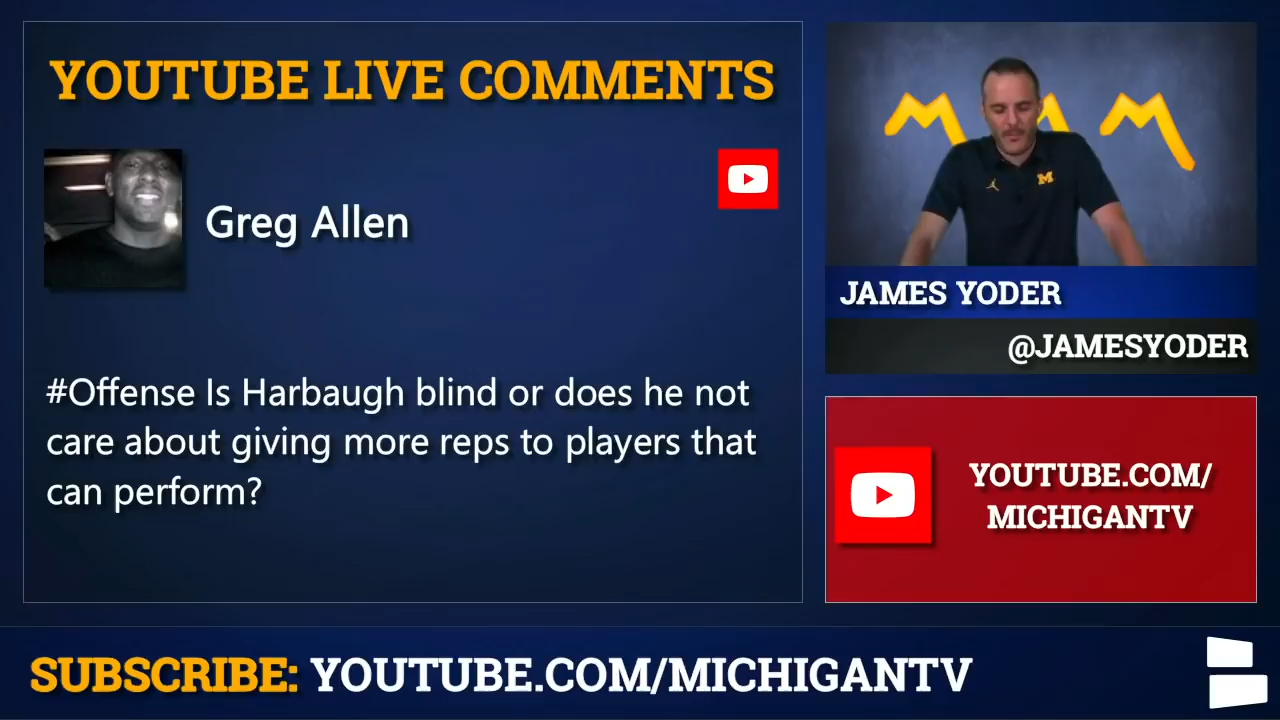 YOUTUBE LIVE COMMENTS
Greg Allen
#Offense Is Harbaugh blind or does he not
care about giving more reps to players that
can perform?
M
JAMES YODER
@JAMESYODER
YOUTUBE.COM/
MICHIGANTV
SUBSCRIBE: YOUTUBE.COM/MICHIGANTV